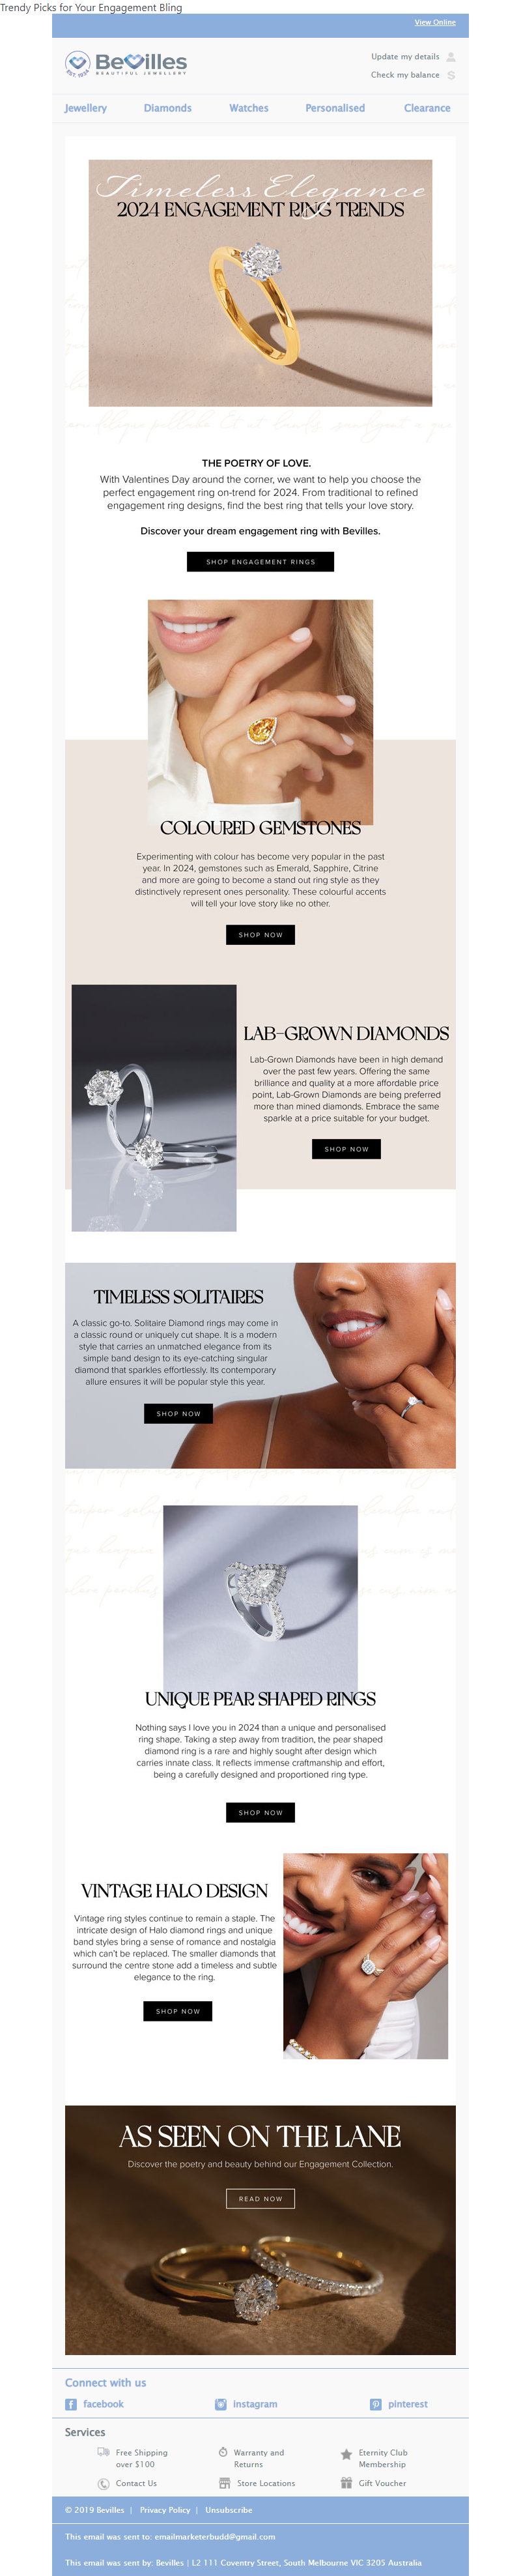 Trendy Picks for Your Engagement Bling
View Online
BeVilles
BEAUTIFUL JEWELLERY
EST. 1934
Update my details
Check my balance
Jewellery Diamonds Watches Personalised Clearance
Timeless Elegance
2024 ENGAGEMENT RING TRENDS
THE POETRY OF LOVE.
With Valentines Day around the corner, we want to help you choose the
perfect engagement ring on-trend for 2024. From traditional to refined
engagement ring designs, find the best ring that tells your love story.
Discover your dream engagement ring with Bevilles.
SHOP ENGAGEMENT RINGS
COLOURED GEMSTONES
Experimenting with colour has become very popular in the past
year. In 2024, gemstones such as Emerald, Sapphire, Citrine
and more are going to become a stand out ring style as they
distinctively represent ones personality. These colourful accents
will tell your love story like no other.
SHOP NOW
LAB-GROWN DIAMONDS
Lab-Grown Diamonds have been in high demand
over the past few years. Offering the same
brilliance and quality at a more affordable price
point, Lab-Grown Diamonds are being preferred
more than mined diamonds. Embrace the same
sparkle at a price suitable for your budget.
SHOP NOW
TIMELESS SOLITAIRES
A classic go-to. Solitaire Diamond rings may come in
a classic round or uniquely cut shape. It is a modern
style that carries an unmatched elegance from its
simple band design to its eye-catching singular
diamond that sparkles effortlessly. Its contemporary
allure ensures it will be popular style this year.
SHOP NOW
UNIQUE PEAR SHAPED RINGS
Nothing says I love you in 2024 than a unique and personalised
ring shape. Taking a step away from tradition, the pear shaped
diamond ring is a rare and highly sought after design which
carries innate class. It reflects immense craftmanship and effort,
being a carefully designed and proportioned ring type.
SHOP NOW
VINTAGE HALO DESIGN
Vintage ring styles continue to remain a staple. The
intricate design of Halo diamond rings and unique
band styles bring a sense of romance and nostalgia
which can't be replaced. The smaller diamonds that
surround the centre stone add a timeless and subtle
elegance to the ring.
SHOP NOW
AS SEEN ON THE LANE
Discover the poetry and beauty behind our Engagement Collection.
READ NOW
Connect with us
facebook instagram pinterest
Services
Free Shipping over $100
Warranty and Returns
Eternity Club Membership
Contact Us
Store Locations
Gift Voucher
© 2019 Bevilles | Privacy Policy | Unsubscribe
This email was sent to: emailmarketerbudd@gmail.com
This email was sent by: Bevilles | L2 111 Coventry Street, South Melbourne VIC 3205 Australia